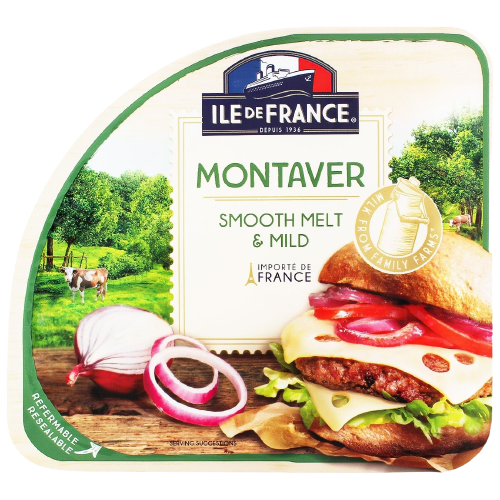 ILE DE FRANCE®
DEPUIS 1936
MONTAVER
SMOOTH MELT
& MILD
IMPORTÉ DE
FRANCE
MILK FROM FAMILY FARMS*
REFERMABLE
RESEALABLE
SERVING SUGGESTIONS